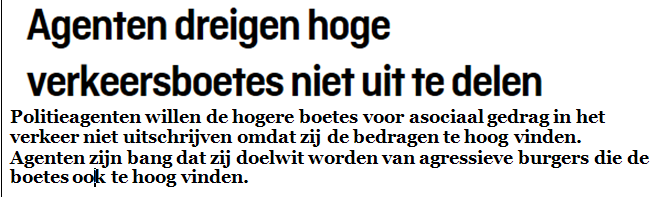 Agenten dreigen hoge
verkeersboetes niet uit te delen
Politieagenten willen de hogere boetes voor asociaal gedrag in het
verkeer niet uitschrijven omdat zij de bedragen te hoog vinden.
Agenten zijn bang dat zij doelwit worden van agressieve burgers die de
boetes ook te hoog vinden.